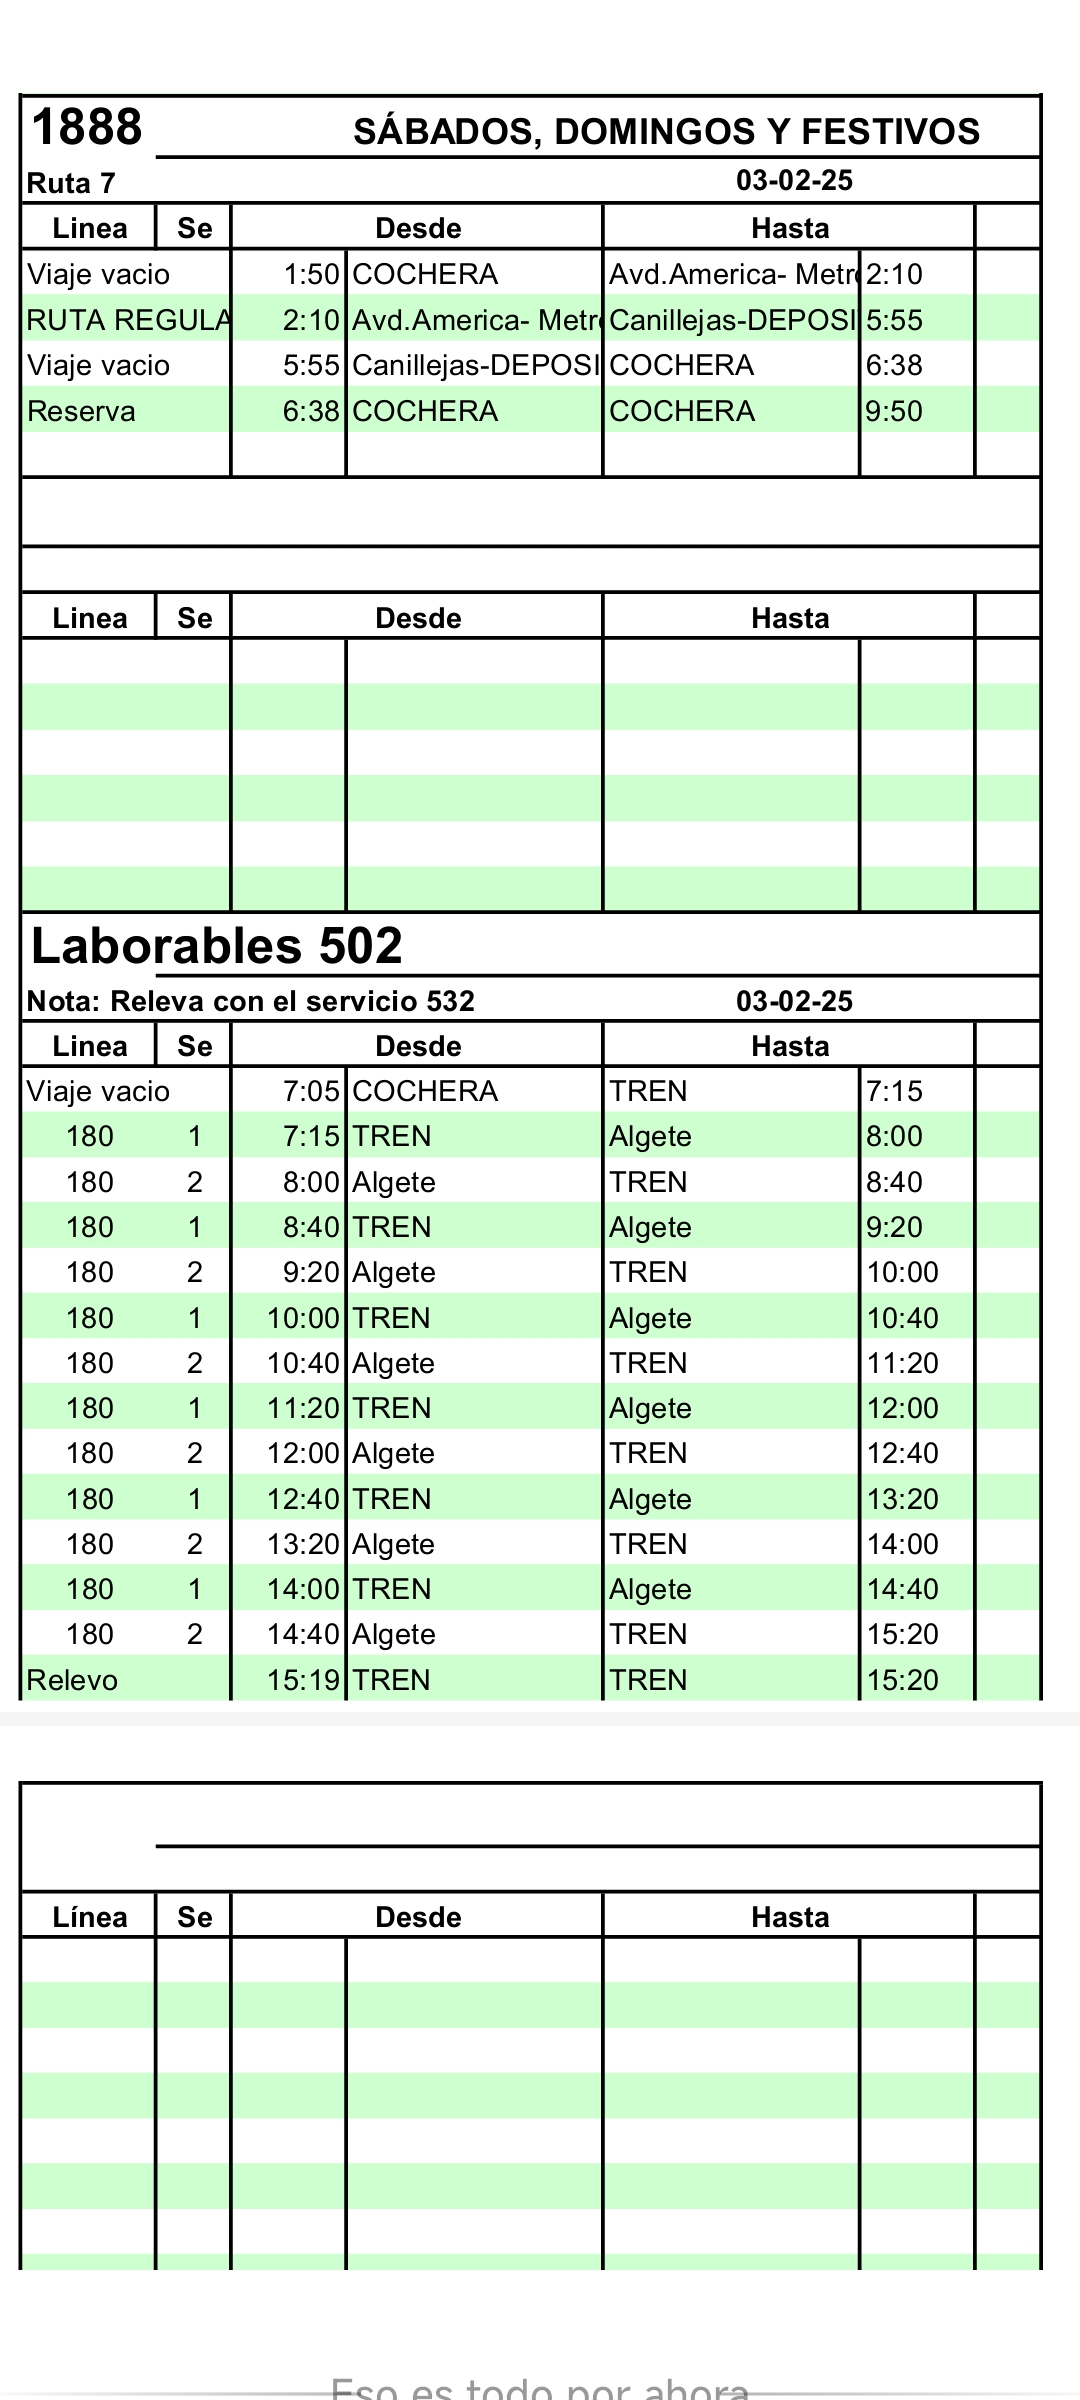 1888 SÁBADOS, DOMINGOS Y FESTIVOS
Ruta 7 03-02-25
Linea Se Desde Hasta
Viaje vacio 1:50 COCHERA Avd.America- Metr 2:10
RUTA REGULA 2:10 Avd.America- Metr Canillejas-DEPOSI 5:55
Viaje vacio 5:55 Canillejas-DEPOSI COCHERA 6:38
Reserva 6:38 COCHERA COCHERA 9:50
Linea Se Desde Hasta
Laborables 502
Nota: Releva con el servicio 532 03-02-25
Linea Se Desde Hasta
Viaje vacio 7:05 COCHERA TREN 7:15
180 1 7:15 TREN Algete 8:00
180 2 8:00 Algete TREN 8:40
180 1 8:40 TREN Algete 9:20
180 2 9:20 Algete TREN 10:00
180 1 10:00 TREN Algete 10:40
180 2 10:40 Algete TREN 11:20
180 1 11:20 TREN Algete 12:00
180 2 12:00 Algete TREN 12:40
180 1 12:40 TREN Algete 13:20
180 2 13:20 Algete TREN 14:00
180 1 14:00 TREN Algete 14:40
180 2 14:40 Algete TREN 15:20
Relevo 15:19 TREN TREN 15:20
Línea Se Desde Hasta
Eso es todo por ahora